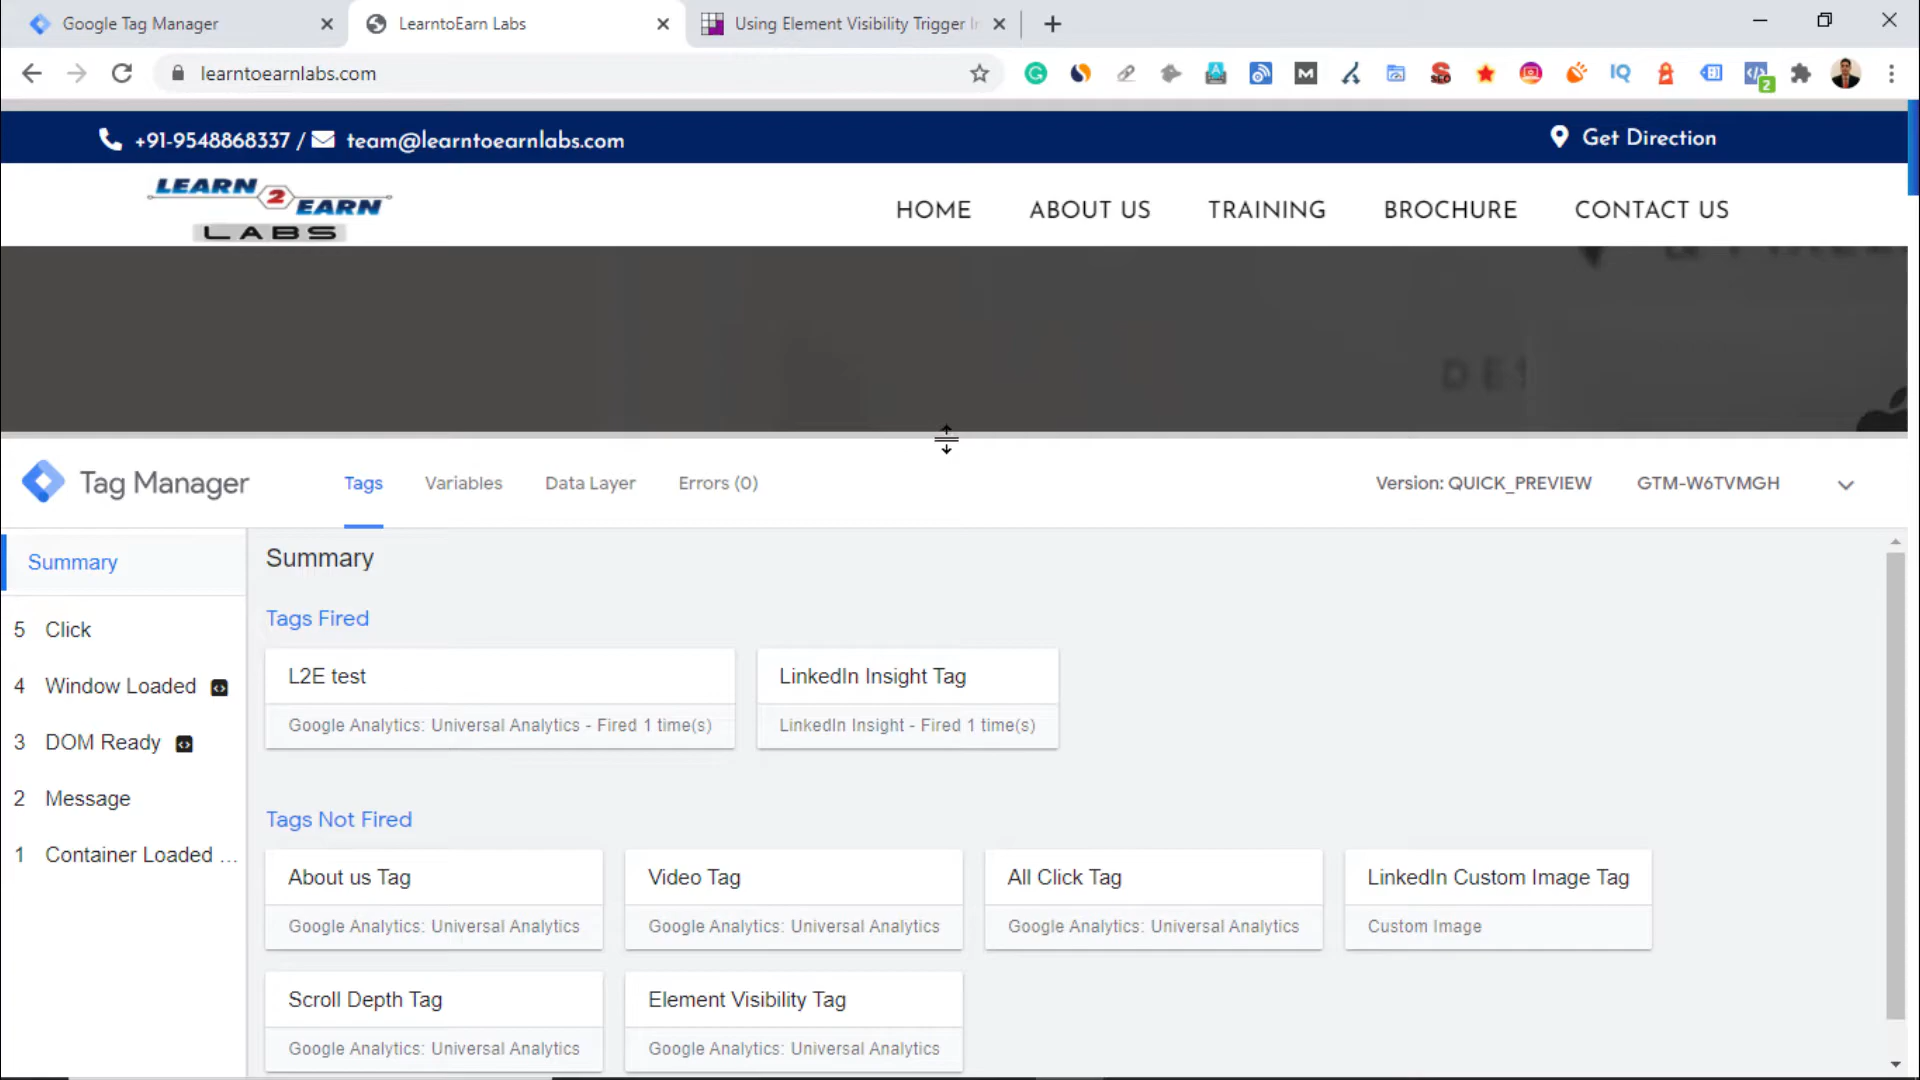 Google Tag Manager
LearntoEarn Labs
Using Element Visibility Trigger
learntoearnlabs.com
+91-9548868337 / team@learntoearnlabs.com
Get Direction
LEARN 2 EARN
LABS
HOME ABOUT US TRAINING BROCHURE CONTACT US
DES
Tag Manager
Tags Variables Data Layer Errors (0)
Version: QUICK_PREVIEW GTM-W6TVMGH
Summary
5 Click
4 Window Loaded
3 DOM Ready
2 Message
1 Container Loaded ...
Summary
Tags Fired
L2E test
Google Analytics: Universal Analytics - Fired 1 time(s)
LinkedIn Insight Tag
LinkedIn Insight - Fired 1 time(s)
Tags Not Fired
About us Tag
Google Analytics: Universal Analytics
Video Tag
Google Analytics: Universal Analytics
All Click Tag
Google Analytics: Universal Analytics
LinkedIn Custom Image Tag
Custom Image
Scroll Depth Tag
Google Analytics: Universal Analytics
Element Visibility Tag
Google Analytics: Universal Analytics